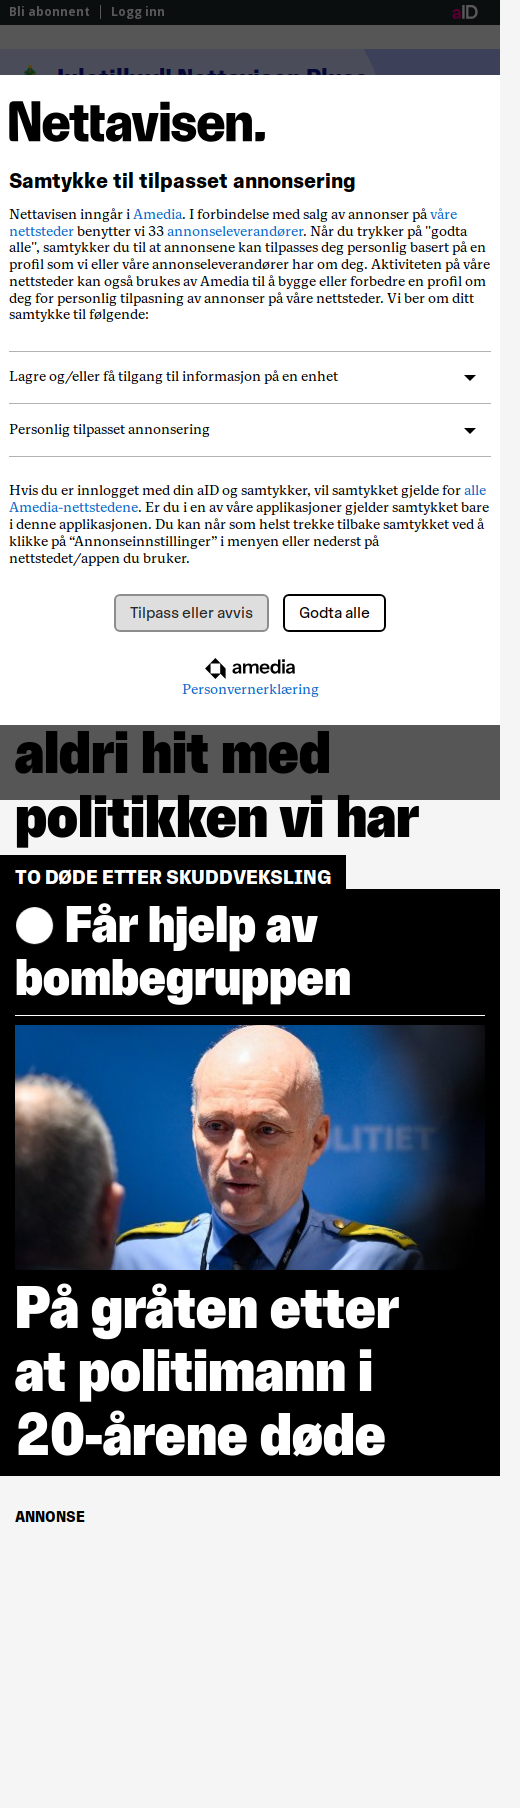 Bli abonnent
Logg inn
aID
Juletilbud! Nettavisen Pluss
Nettavisen.
Samtykke til tilpasset annonsering
Nettavisen inngår i Amedia. I forbindelse med salg av annonser på våre
nettsteder benytter vi 33 annonseleverandører. Når du trykker på "godta
alle", samtykker du til at annonsene kan tilpasses deg personlig basert på en
profil som vi eller våre annonseleverandører har om deg. Aktiviteten på våre
nettsteder kan også brukes av Amedia til å bygge eller forbedre en profil om
deg for personlig tilpasning av annonser på våre nettsteder. Vi ber om ditt
samtykke til følgende:
Lagre og/eller få tilgang til informasjon på en enhet
Personlig tilpasset annonsering
Hvis du er innlogget med din aID og samtykker, vil samtykket gjelde for alle
Amedia-nettstedene. Er du i en av våre applikasjoner gjelder samtykket bare
i denne applikasjonen. Du kan når som helst trekke tilbake samtykket ved å
klikke på “Annonseinnstillinger” i menyen eller nederst på
nettstedet/appen du bruker.
Tilpass eller avvis
Godta alle
amedia
Personvernerklæring
aldri hit med
politikken vi har
TO DØDE ETTER SKUDDVEKSLING
Får hjelp av
bombegruppen
OLITIET
På gråten etter
at politimann i
20-årene døde
ANNONSE